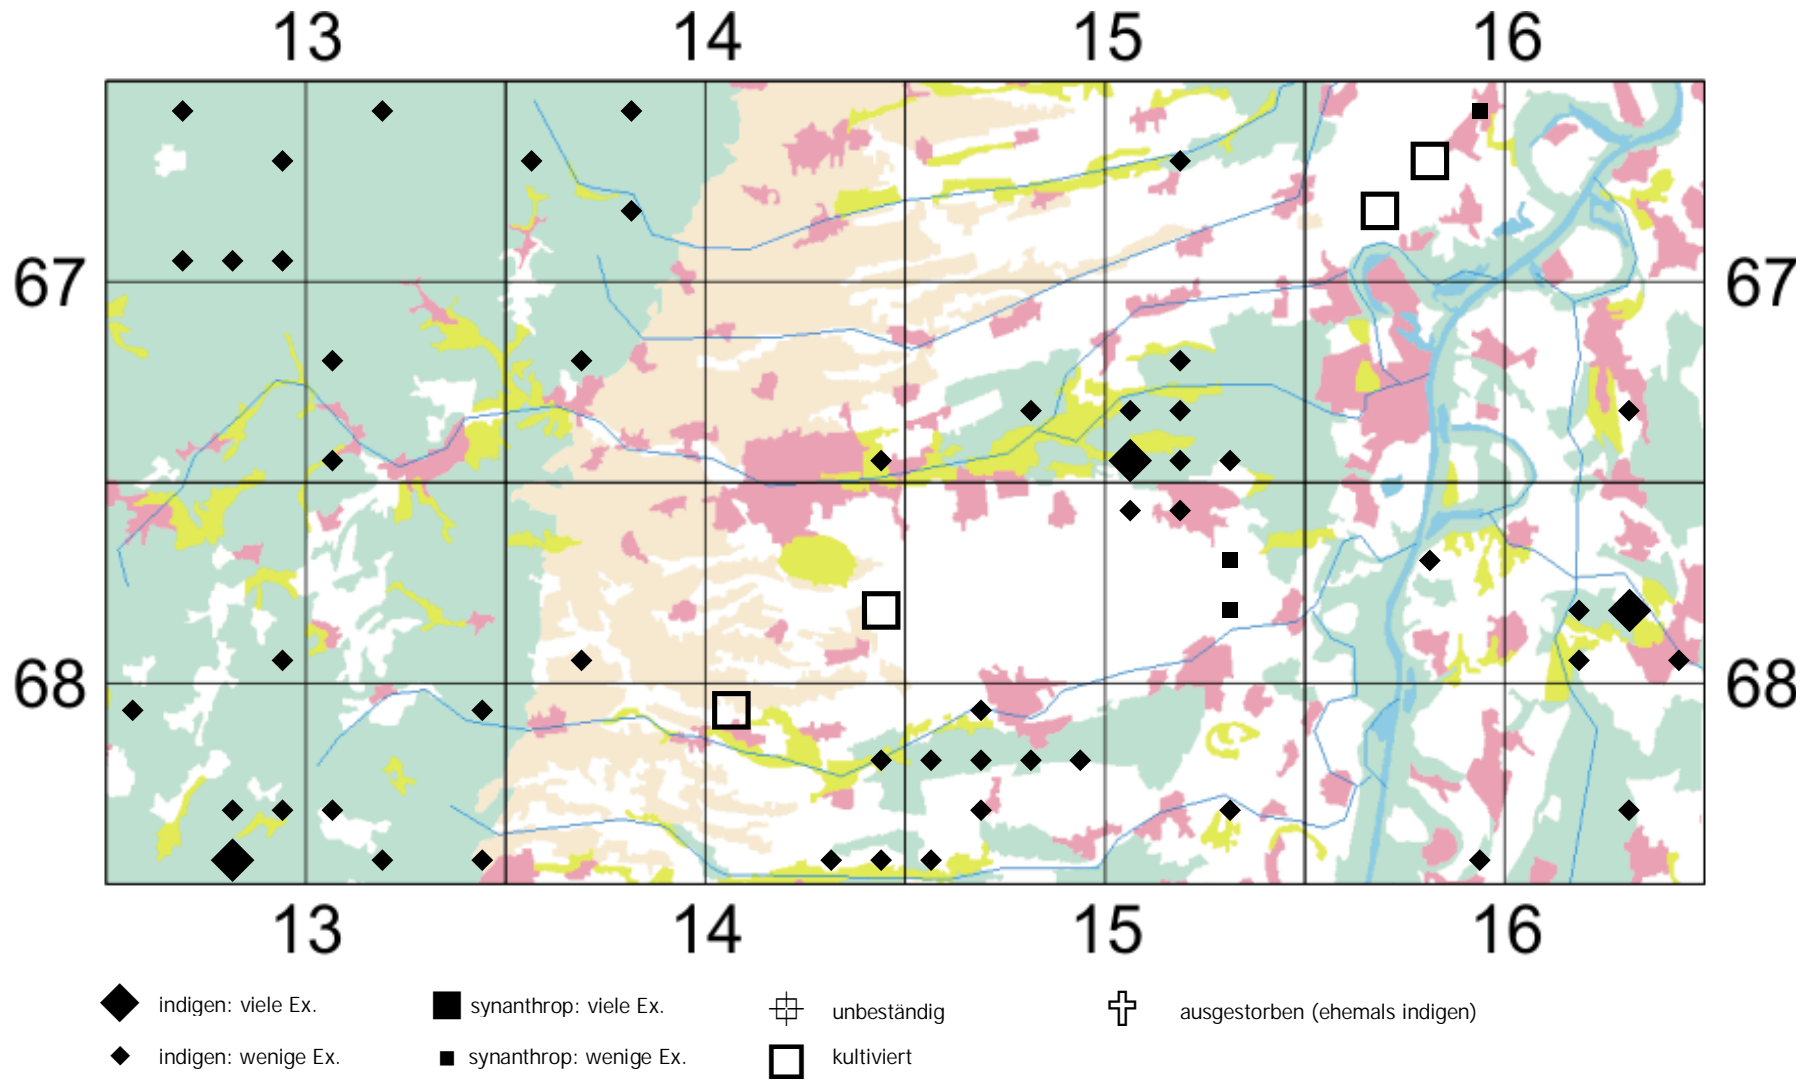 13 14 15 16
67 67
68 68
13 14 15 16
indigen: viele Ex. synanthrop: viele Ex. unbeständig ausgestorben (ehemals indigen)
indigen: wenige Ex. synanthrop: wenige Ex. kultiviert